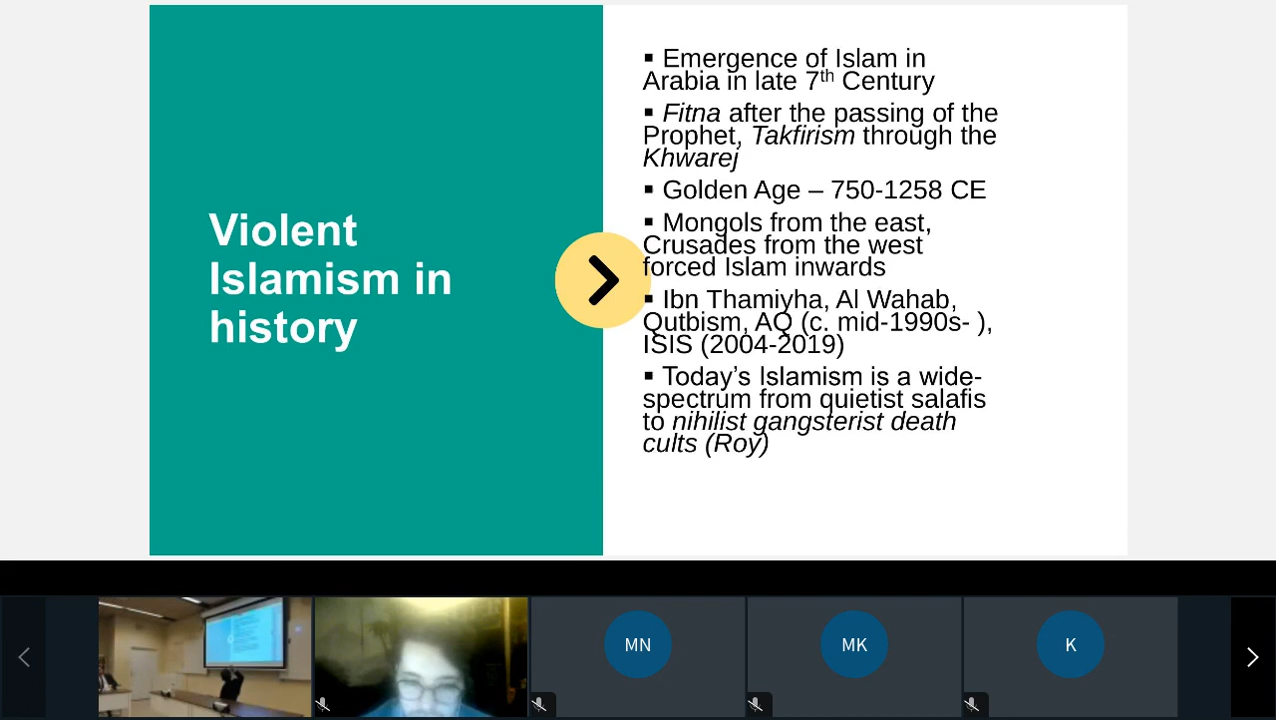 Violent
Islamism in
history
▪ Emergence of Islam in
Arabia in late 7th Century
▪ Fitna after the passing of the
Prophet, Takfirism through the
Khwarej
▪ Golden Age – 750-1258 CE
▪ Mongols from the east,
Crusades from the west
forced Islam inwards
▪ Ibn Thamiyha, Al Wahab,
Qutbism, AQ (c. mid-1990s- ),
ISIS (2004-2019)
▪ Today’s Islamism is a wide-
spectrum from quietist salafis
to nihilist gangsterist death
cults (Roy)
MN
MK
K